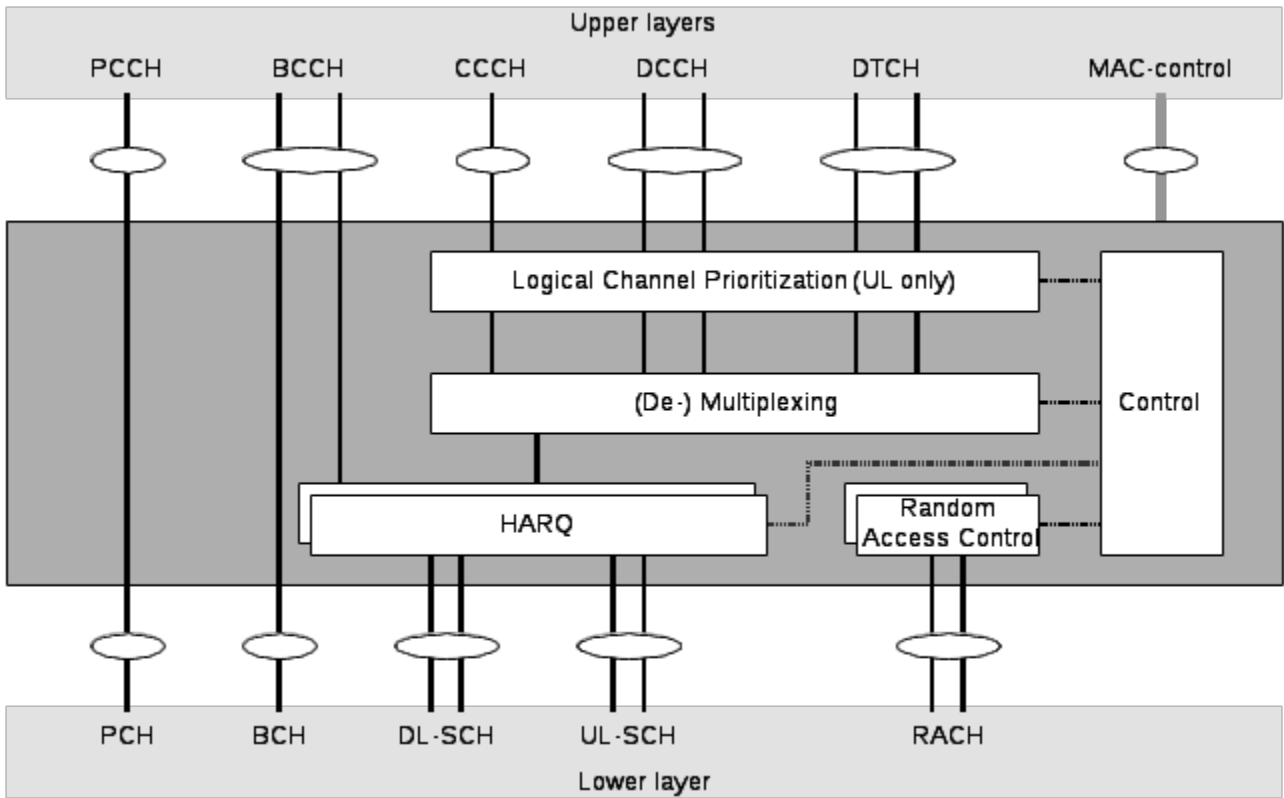 Upper layers
PCCH BCCH CCCH DCCH DTCH MAC-control
Logical Channel Prioritization (UL only)
(De-) Multiplexing
Control
HARQ
Random
Access Control
PCH BCH DL-SCH UL-SCH RACH
Lower layer